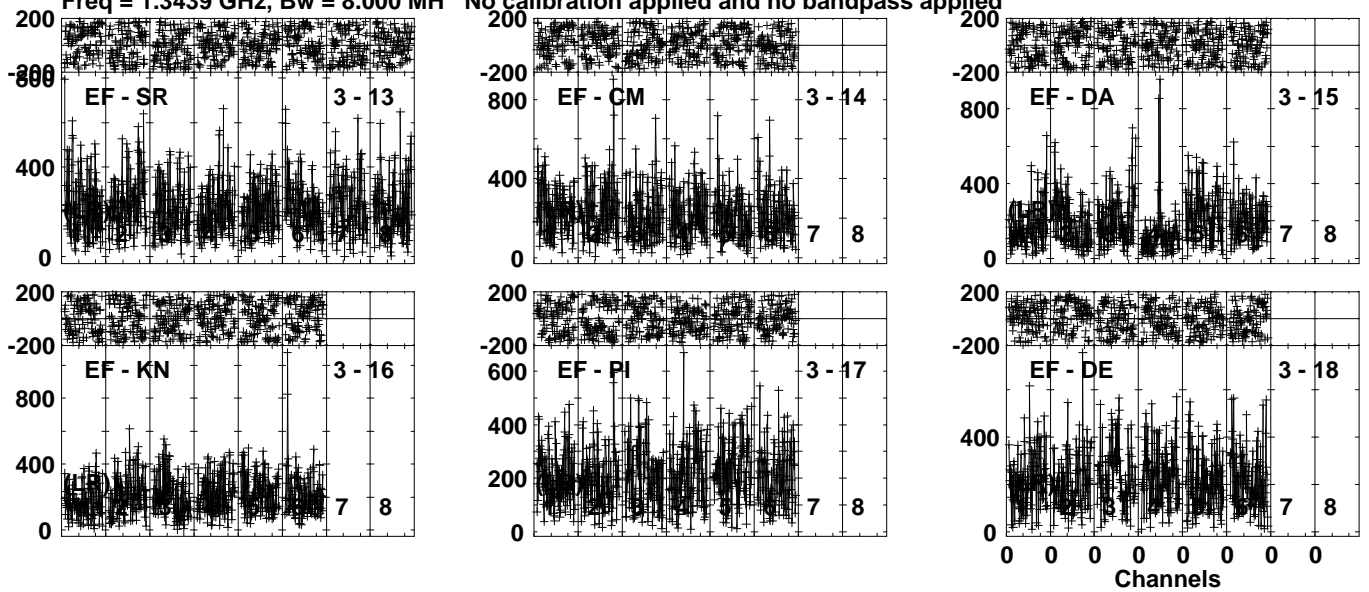 Freq = 1.3439 GHz, Bw = 8.000 MH No calibration applied and no bandpass applied
200
-200
800
400
0
EF - SR
3 - 13
200
-200
800
400
0
EF - CM
3 - 14
7 8
200
-200
800
400
0
EF - DA
3 - 15
7 8
200
-200
800
400
0
EF - KN
3 - 16
7 8
200
-200
600
400
200
0
EF - PI
3 - 17
7 8
200
-200
400
0
EF - DE
3 - 18
7 8
0 0 0 0 0 0 0 0
Channels